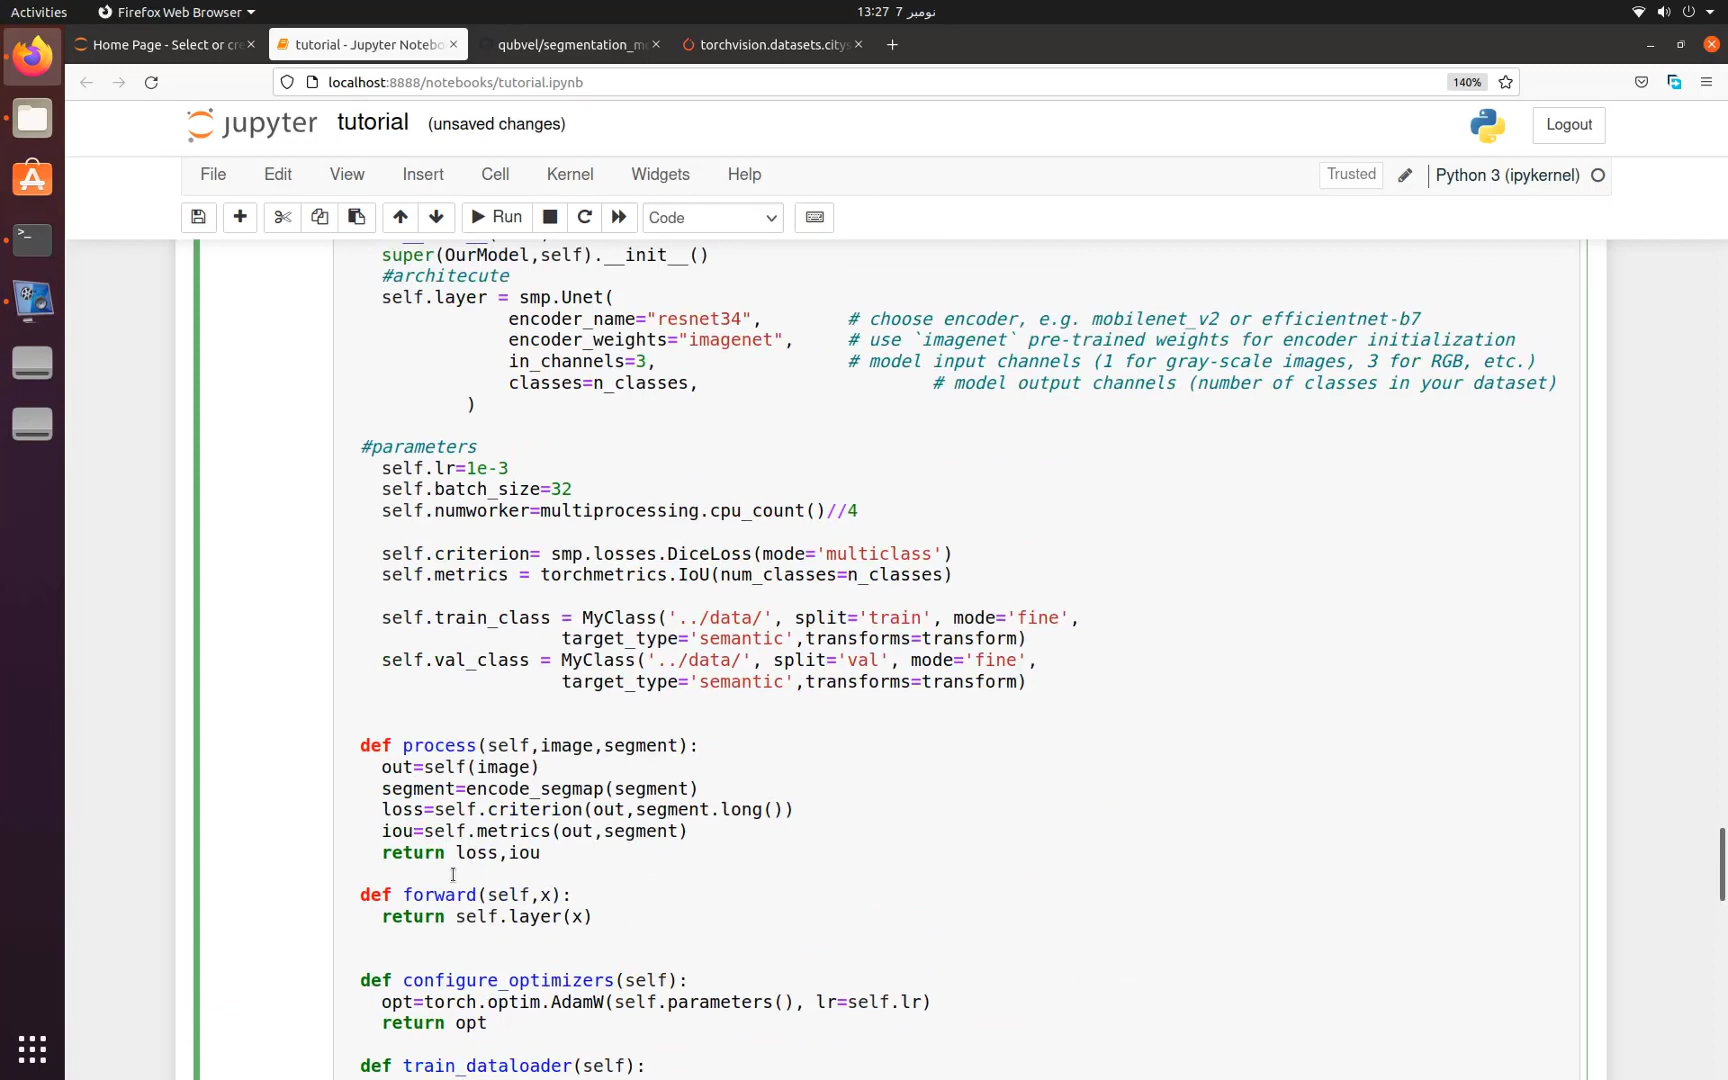 Activities Firefox Web Browser 13:27 7 نومبر
Home Page - Select or cr tutorial - Jupyter Notebo qubvel/segmentation_m torchvision.datasets.citys
localhost:8888/notebooks/tutorial.ipynb 140%
jupyter tutorial (unsaved changes) Logout
File Edit View Insert Cell Kernel Widgets Help Trusted Python 3 (ipykernel)
Run Code
super(OurModel,self).__init__()
#architecute
self.layer = smp.Unet(
encoder_name="resnet34", # choose encoder, e.g. mobilenet_v2 or efficientnet-b7
encoder_weights="imagenet", # use `imagenet` pre-trained weights for encoder initialization
in_channels=3, # model input channels (1 for gray-scale images, 3 for RGB, etc.)
classes=n_classes, # model output channels (number of classes in your dataset)
)
#parameters
self.lr=1e-3
self.batch_size=32
self.numworker=multiprocessing.cpu_count()//4
self.criterion= smp.losses.DiceLoss(mode='multiclass')
self.metrics = torchmetrics.IoU(num_classes=n_classes)
self.train_class = MyClass('../data/', split='train', mode='fine',
target_type='semantic',transforms=transform)
self.val_class = MyClass('../data/', split='val', mode='fine',
target_type='semantic',transforms=transform)
def process(self,image,segment):
out=self(image)
segment=encode_segmap(segment)
loss=self.criterion(out,segment.long())
iou=self.metrics(out,segment)
return loss,iou
def forward(self,x):
return self.layer(x)
def configure_optimizers(self):
opt=torch.optim.AdamW(self.parameters(), lr=self.lr)
return opt
def train_dataloader(self):